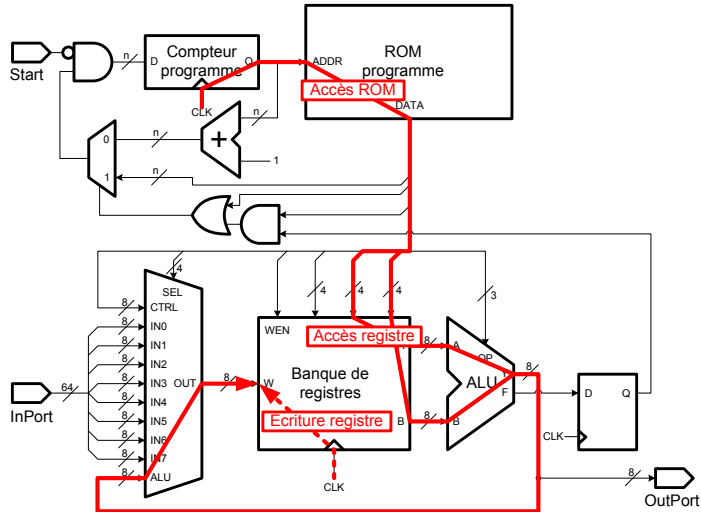 Start
n
D
Compteur
programme
Q
CLK
n
ADDR
ROM
programme
Accès ROM
DATA
0
1
n
n
n
+
1
4
SEL
CTRL
IN0
IN1
IN2
IN3
IN4
IN5
IN6
IN7
ALU
OUT
8
8
8
8
8
8
8
8
8
8
InPort
64
8
WEN
4
4
4
3
Accès registre
Banque de
registres
W
B
Ecriture registre
CLK
8
8
A
OP
ALU
F
B
8
D
Q
CLK
8
OutPort